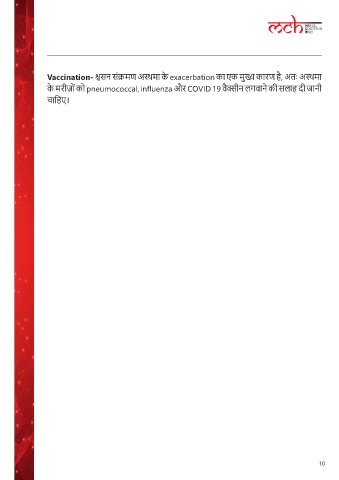 mch
Vaccination- श्वसन संक्रमण अस्थमा के exacerbation का एक मुख्य कारण है, अतः अस्थमा
के मरीज़ों को pneumococcal, influenza और COVID 19 वैक्सीन लगवाने की सलाह दी जानी
चाहिए।
10